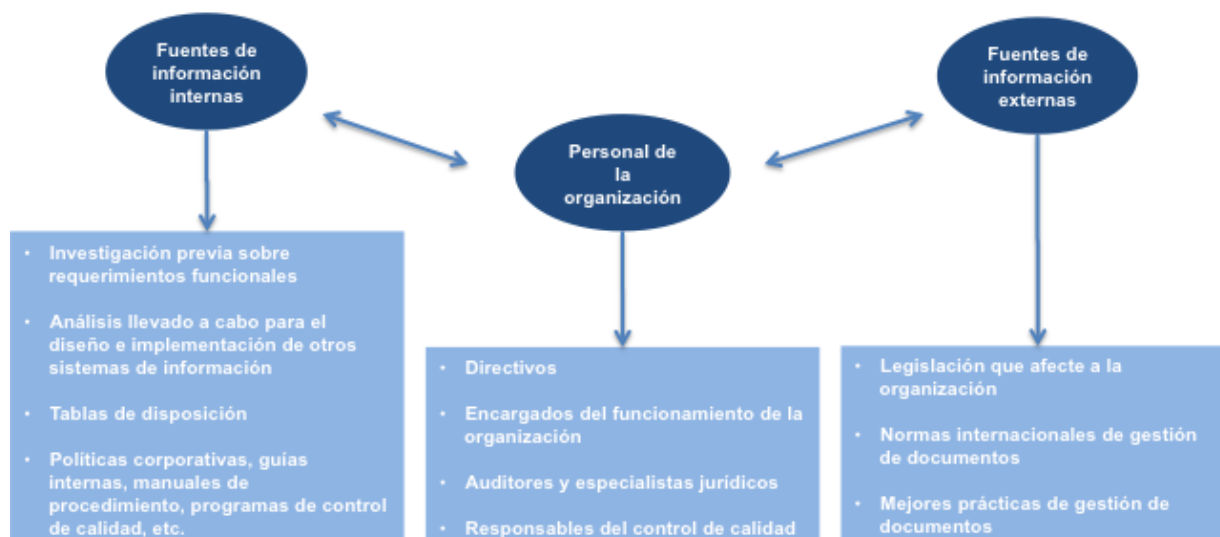 Fuentes de
información
internas
Personal de
la
organización
Fuentes de
información
externas
• Investigación previa sobre
requerimientos funcionales
• Análisis llevado a cabo para el
diseño e implementación de otros
sistemas de información
• Tablas de disposición
• Políticas corporativas, guías
internas, manuales de
procedimiento, programas de control
de calidad, etc.
• Directivos
• Encargados del funcionamiento de la
organización
• Auditores y especialistas jurídicos
• Responsables del control de calidad
• Legislación que afecte a la
organización
• Normas internacionales de gestión
de documentos
• Mejores prácticas de gestión de
documentos